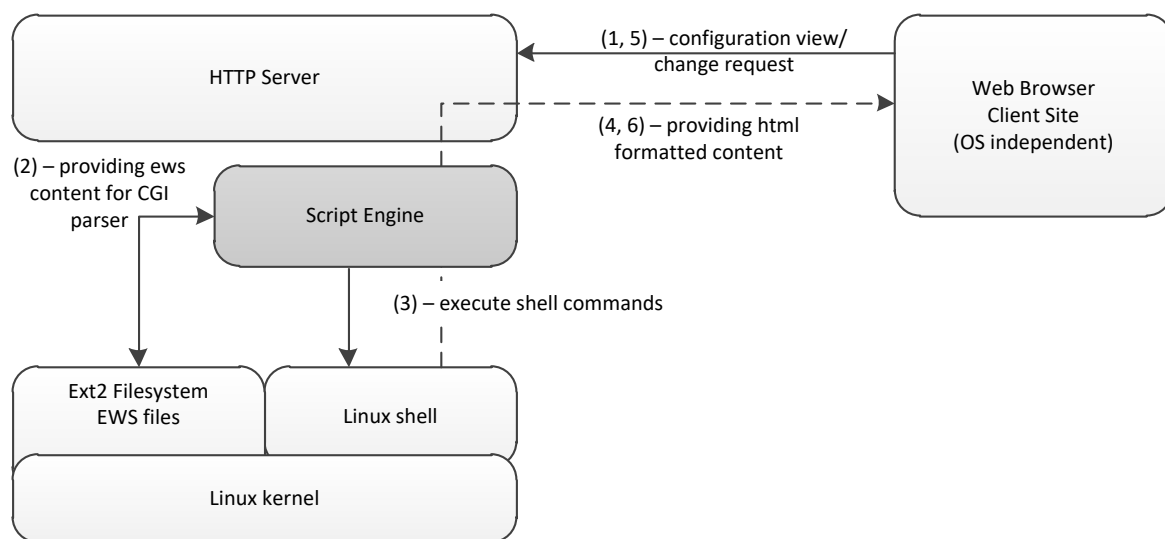 HTTP Server
(1, 5) – configuration view/
change request
Web Browser
Client Site
(OS independent)
(4, 6) – providing html
formatted content
(2) – providing ews
content for CGI
parser
Script Engine
(3) – execute shell commands
Ext2 Filesystem
EWS files
Linux shell
Linux kernel